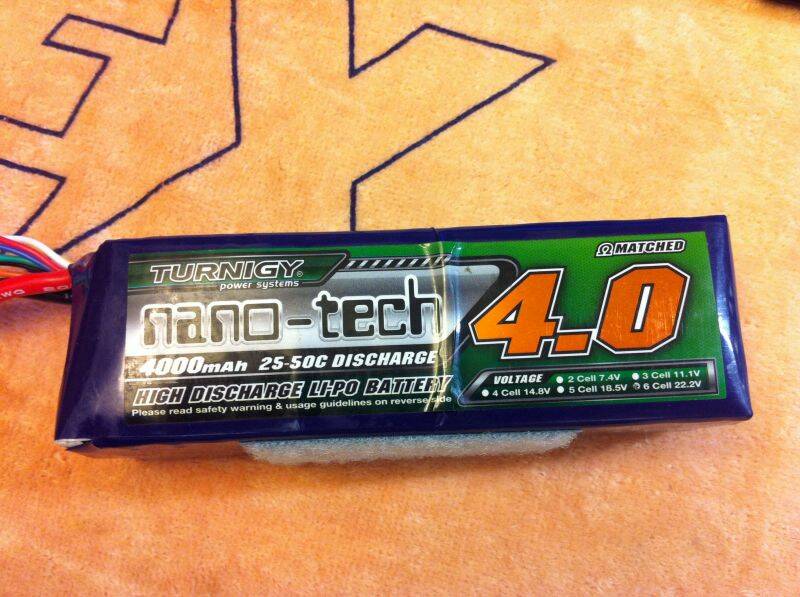 TURNIGY®
power systems
nano-tech
4000mAh 25-50C DISCHARGE
HIGH DISCHARGE LI-PO BATTERY
Please read safety warning & usage guidelines on reverse side
Ω MATCHED
4.0
VOLTAGE 2 Cell 7.4V 3 Cell 11.1V
4 Cell 14.8V 5 Cell 18.5V 6 Cell 22.2V